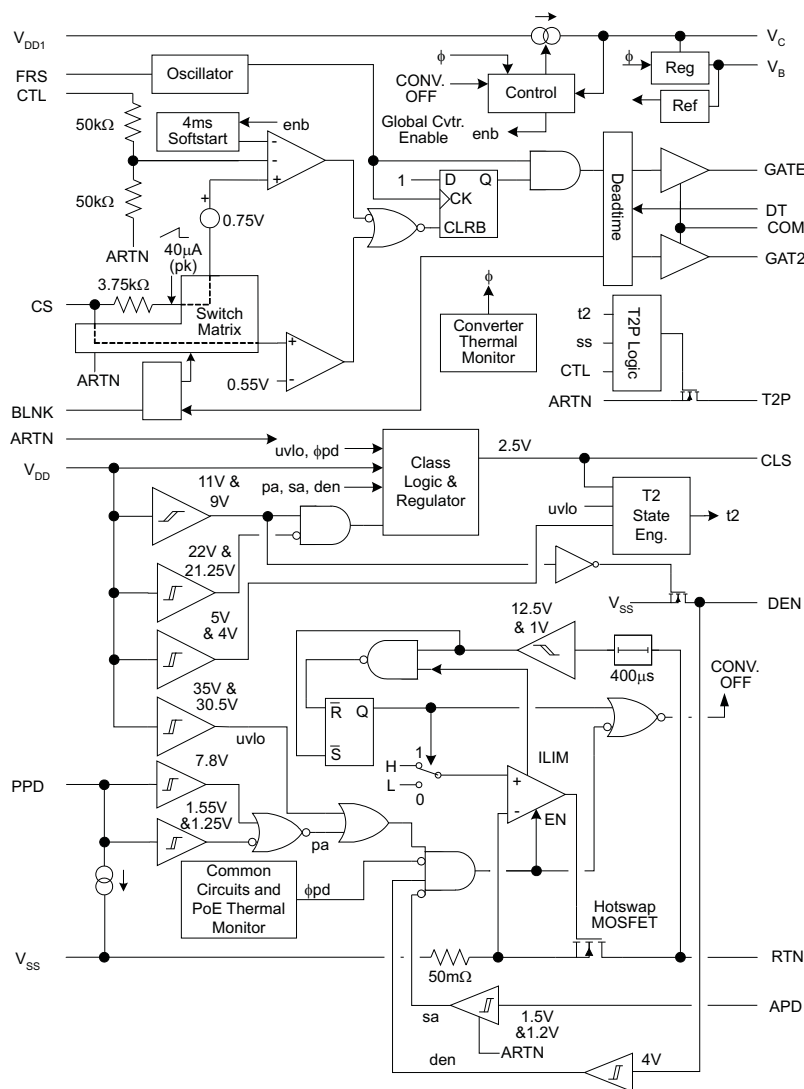 VDD1
VC
FRS
Oscillator
ϕ
ϕ
Reg
VB
CTL
CONV.
OFF
Control
Ref
50kΩ
4ms
Softstart
enb
Global Cvtr.
Enable
enb
-
-
+
1
D
Q
CK
CLRB
GATE
50kΩ
+
0.75V
Deadtime
DT
COM
ARTN
40μA
(pk)
GAT2
3.75kΩ
ϕ
CS
Switch
Matrix
Converter
Thermal
Monitor
t2
ss
CTL
T2P Logic
+
-
ARTN
0.55V
BLNK
ARTN
T2P
ARTN
uvlo, ϕpd
2.5V
CLS
VDD
Class
Logic &
Regulator
pa, sa, den
11V &
9V
T2
State
Eng.
uvlo
t2
22V &
21.25V
VSS
DEN
5V
& 4V
12.5V
& 1V
400μs
CONV.
OFF
35V &
30.5V
R
Q
S
uvlo
1
H
L
0
ILIM
+
-
EN
PPD
7.8V
1.55V
&1.25V
pa
Common
Circuits and
PoE Thermal
Monitor
ϕpd
Hotswap
MOSFET
VSS
50mΩ
RTN
sa
1.5V
&1.2V
APD
ARTN
den
4V